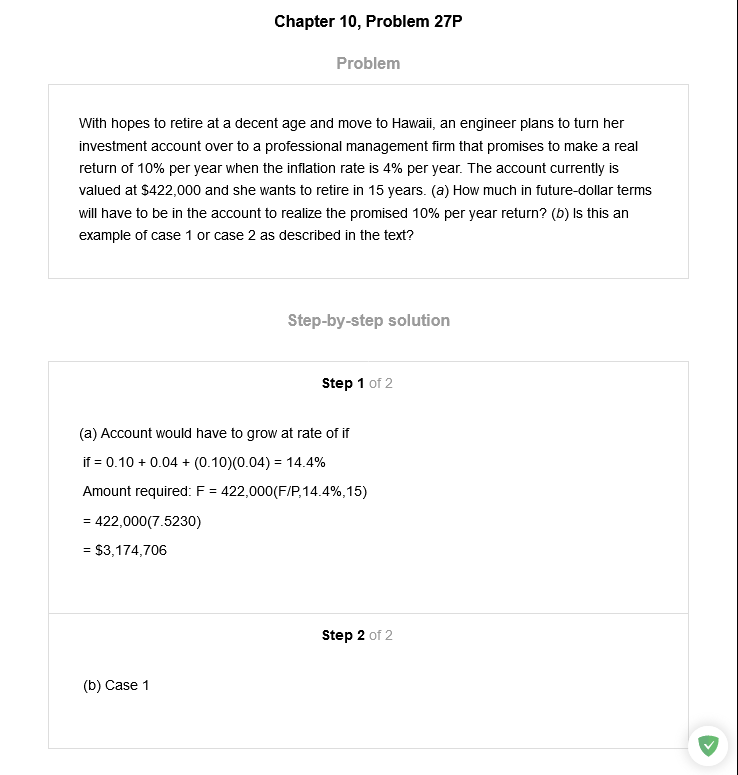 Chapter 10, Problem 27P
Problem
With hopes to retire at a decent age and move to Hawaii, an engineer plans to turn her
investment account over to a professional management firm that promises to make a real
return of 10% per year when the inflation rate is 4% per year. The account currently is
valued at $422,000 and she wants to retire in 15 years. (a) How much in future-dollar terms
will have to be in the account to realize the promised 10% per year return? (b) Is this an
example of case 1 or case 2 as described in the text?
Step-by-step solution
Step 1 of 2
(a) Account would have to grow at rate of if
if = 0.10 + 0.04 + (0.10)(0.04) = 14.4%
Amount required: F = 422,000(F/P,14.4%,15)
= 422,000(7.5230)
= $3,174,706
Step 2 of 2
(b) Case 1